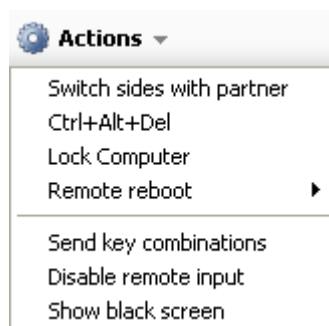 Actions
Switch sides with partner
Ctrl+Alt+Del
Lock Computer
Remote reboot
Send key combinations
Disable remote input
Show black screen